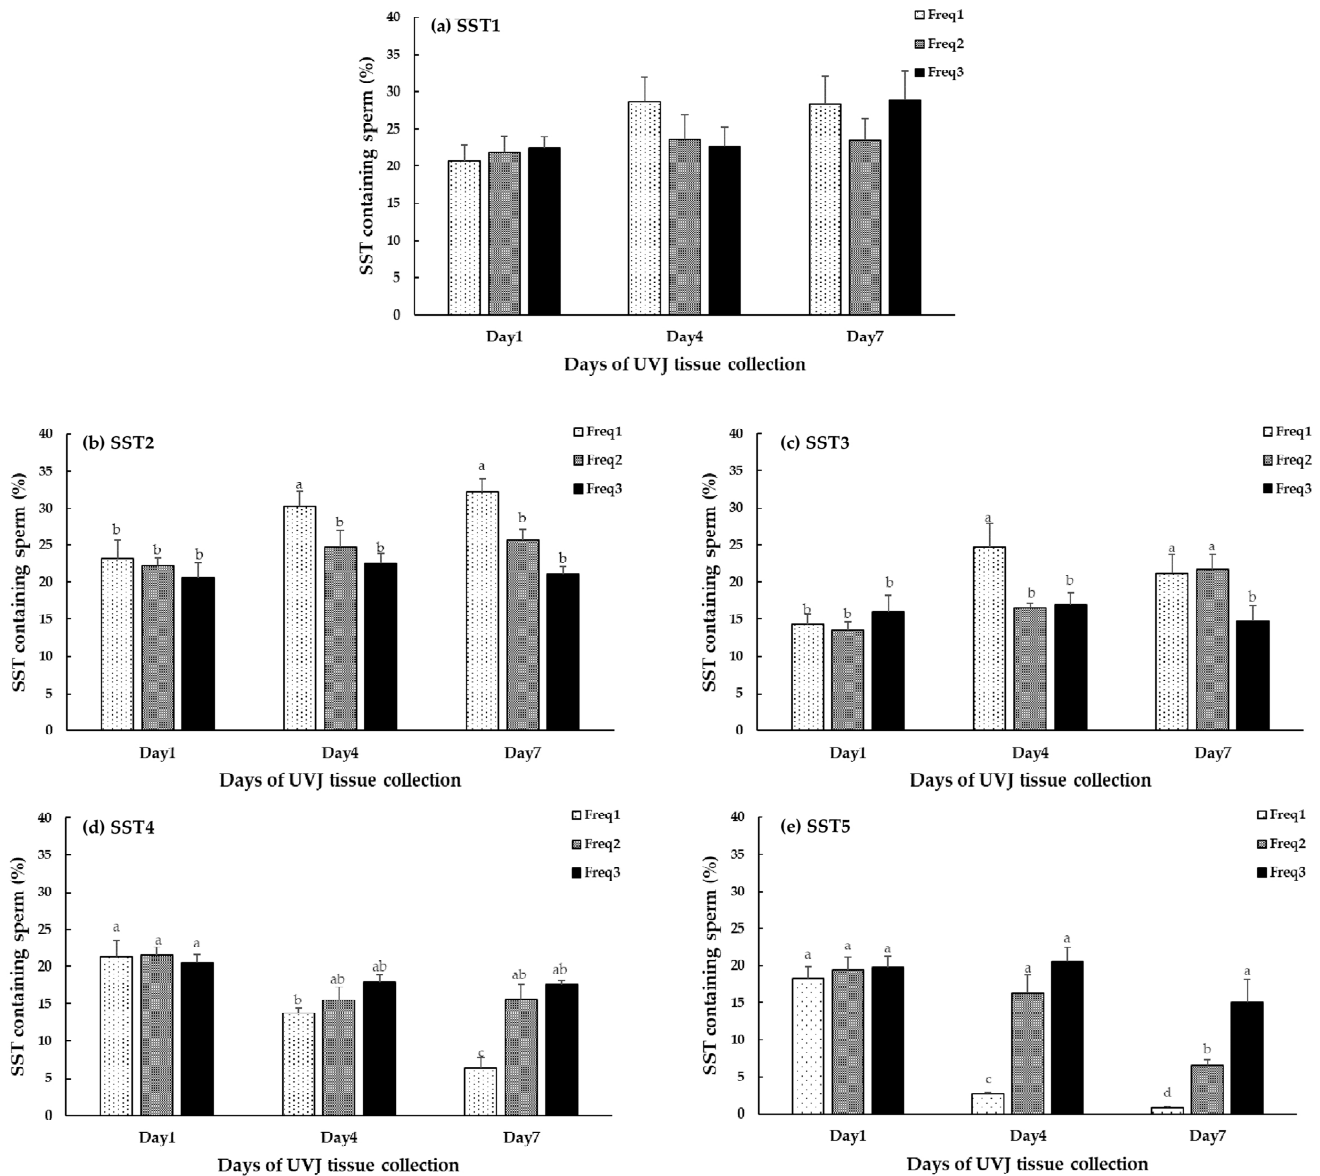 (a) SST1
Freq1
Freq2
Freq3
SST containing sperm (%)
40
35
30
25
20
15
10
5
0
Day1 Day4 Day7
Days of UVJ tissue collection
(b) SST2
Freq1
Freq2
Freq3
SST containing sperm (%)
40
35
30
25
20
15
10
5
0
b b b a b b a b b
Day1 Day4 Day7
Days of UVJ tissue collection
(c) SST3
Freq1
Freq2
Freq3
SST containing sperm (%)
40
35
30
25
20
15
10
5
0
b b b a b b a a b
Day1 Day4 Day7
Days of UVJ tissue collection
(d) SST4
Freq1
Freq2
Freq3
SST containing sperm (%)
40
35
30
25
20
15
10
5
0
a a a b ab ab c ab ab
Day1 Day4 Day7
Days of UVJ tissue collection
(e) SST5
Freq1
Freq2
Freq3
SST containing sperm (%)
40
35
30
25
20
15
10
5
0
a a a c a a d b a
Day1 Day4 Day7
Days of UVJ tissue collection